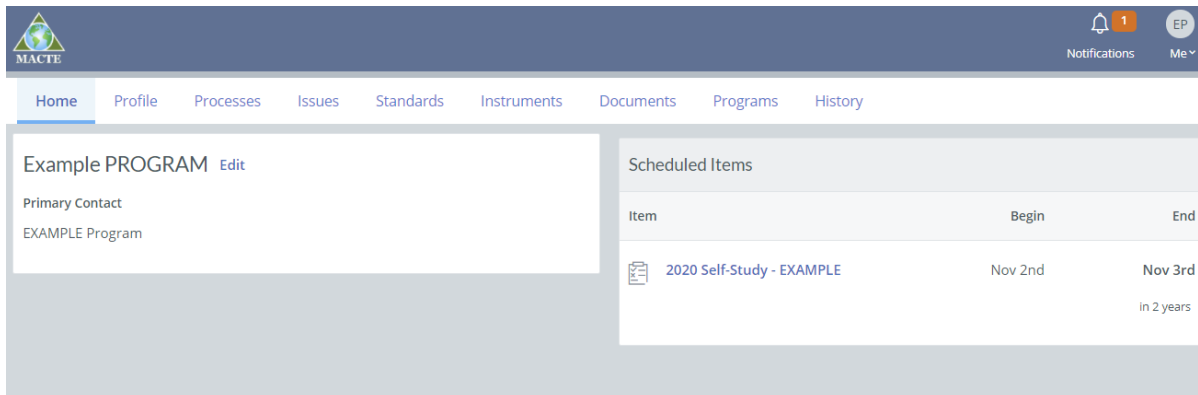 MACTE
1
EP
Notifications
Me
Home Profile Processes Issues Standards Instruments Documents Programs History
Example PROGRAM Edit
Primary Contact
EXAMPLE Program
Scheduled Items
Item Begin End
2020 Self-Study - EXAMPLE Nov 2nd Nov 3rd
in 2 years